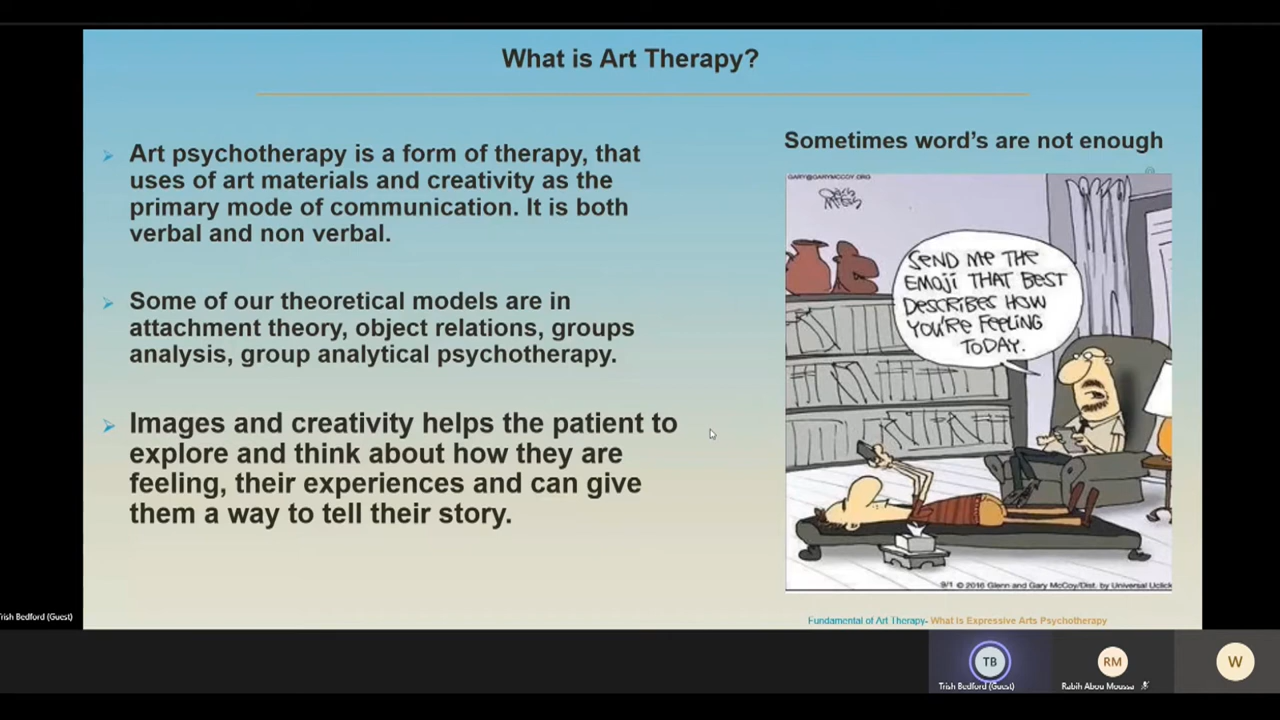 What is Art Therapy?
Art psychotherapy is a form of therapy, that
uses of art materials and creativity as the
primary mode of communication. It is both
verbal and non verbal.
Some of our theoretical models are in
attachment theory, object relations, groups
analysis, group analytical psychotherapy.
Images and creativity helps the patient to
explore and think about how they are
feeling, their experiences and can give
them a way to tell their story.
Sometimes word's are not enough
GARY@GARYMCCOY.ORG
SEND ME THE
EMOJI THAT BEST
DESCRIBES HOW
YOU'RE FEELING
TODAY.
9/1 © 2016 Glenn and Gary McCoy/Dist. by Universal Uclick
Fundamental of Art Therapy- What is Expressive Arts Psychotherapy
Trish Bedford (Guest)
TB
Trish Bedford (Guest)
RM
Rabih Abou Moussa
W